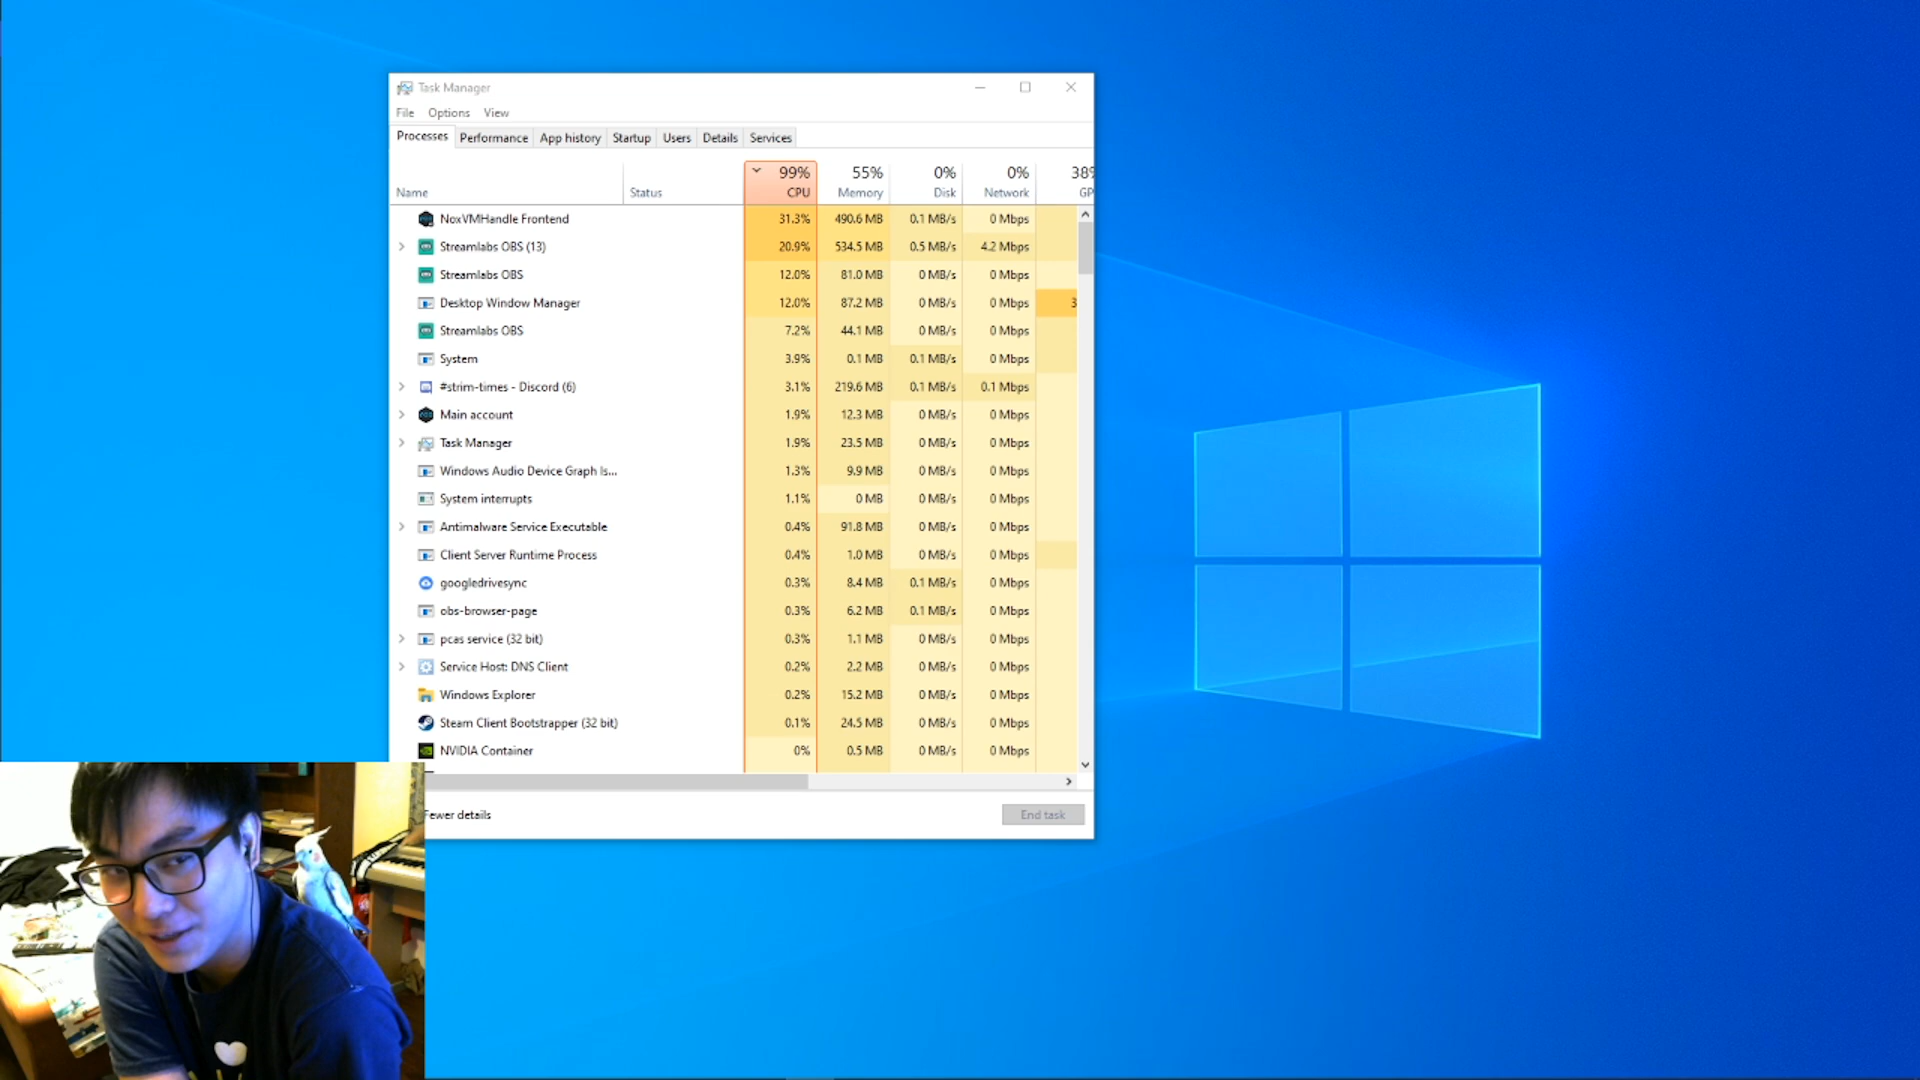 Task Manager
File Options View
Processes Performance App history Startup Users Details Services
99% 55% 0% 0% 38%
Name Status CPU Memory Disk Network GP
NoxVMHandle Frontend 31.3% 490.6 MB 0.1 MB/s 0 Mbps
Streamlabs OBS (13) 20.9% 534.5 MB 0.5 MB/s 4.2 Mbps
Streamlabs OBS 12.0% 81.0 MB 0 MB/s 0 Mbps
Desktop Window Manager 12.0% 87.2 MB 0 MB/s 0 Mbps 3
Streamlabs OBS 7.2% 44.1 MB 0 MB/s 0 Mbps
System 3.9% 0.1 MB 0.1 MB/s 0 Mbps
#strim-times - Discord (6) 3.1% 219.6 MB 0.1 MB/s 0.1 Mbps
Main account 1.9% 12.3 MB 0 MB/s 0 Mbps
Task Manager 1.9% 23.5 MB 0 MB/s 0 Mbps
Windows Audio Device Graph Is... 1.3% 9.9 MB 0 MB/s 0 Mbps
System interrupts 1.1% 0 MB 0 MB/s 0 Mbps
Antimalware Service Executable 0.4% 91.8 MB 0 MB/s 0 Mbps
Client Server Runtime Process 0.4% 1.0 MB 0 MB/s 0 Mbps
googledrivesync 0.3% 8.4 MB 0.1 MB/s 0 Mbps
obs-browser-page 0.3% 6.2 MB 0.1 MB/s 0 Mbps
pcas service (32 bit) 0.3% 1.1 MB 0 MB/s 0 Mbps
Service Host: DNS Client 0.2% 2.2 MB 0 MB/s 0 Mbps
Windows Explorer 0.2% 15.2 MB 0 MB/s 0 Mbps
Steam Client Bootstrapper (32 bit) 0.1% 24.5 MB 0 MB/s 0 Mbps
NVIDIA Container 0% 0.5 MB 0 MB/s 0 Mbps
Fewer details End task